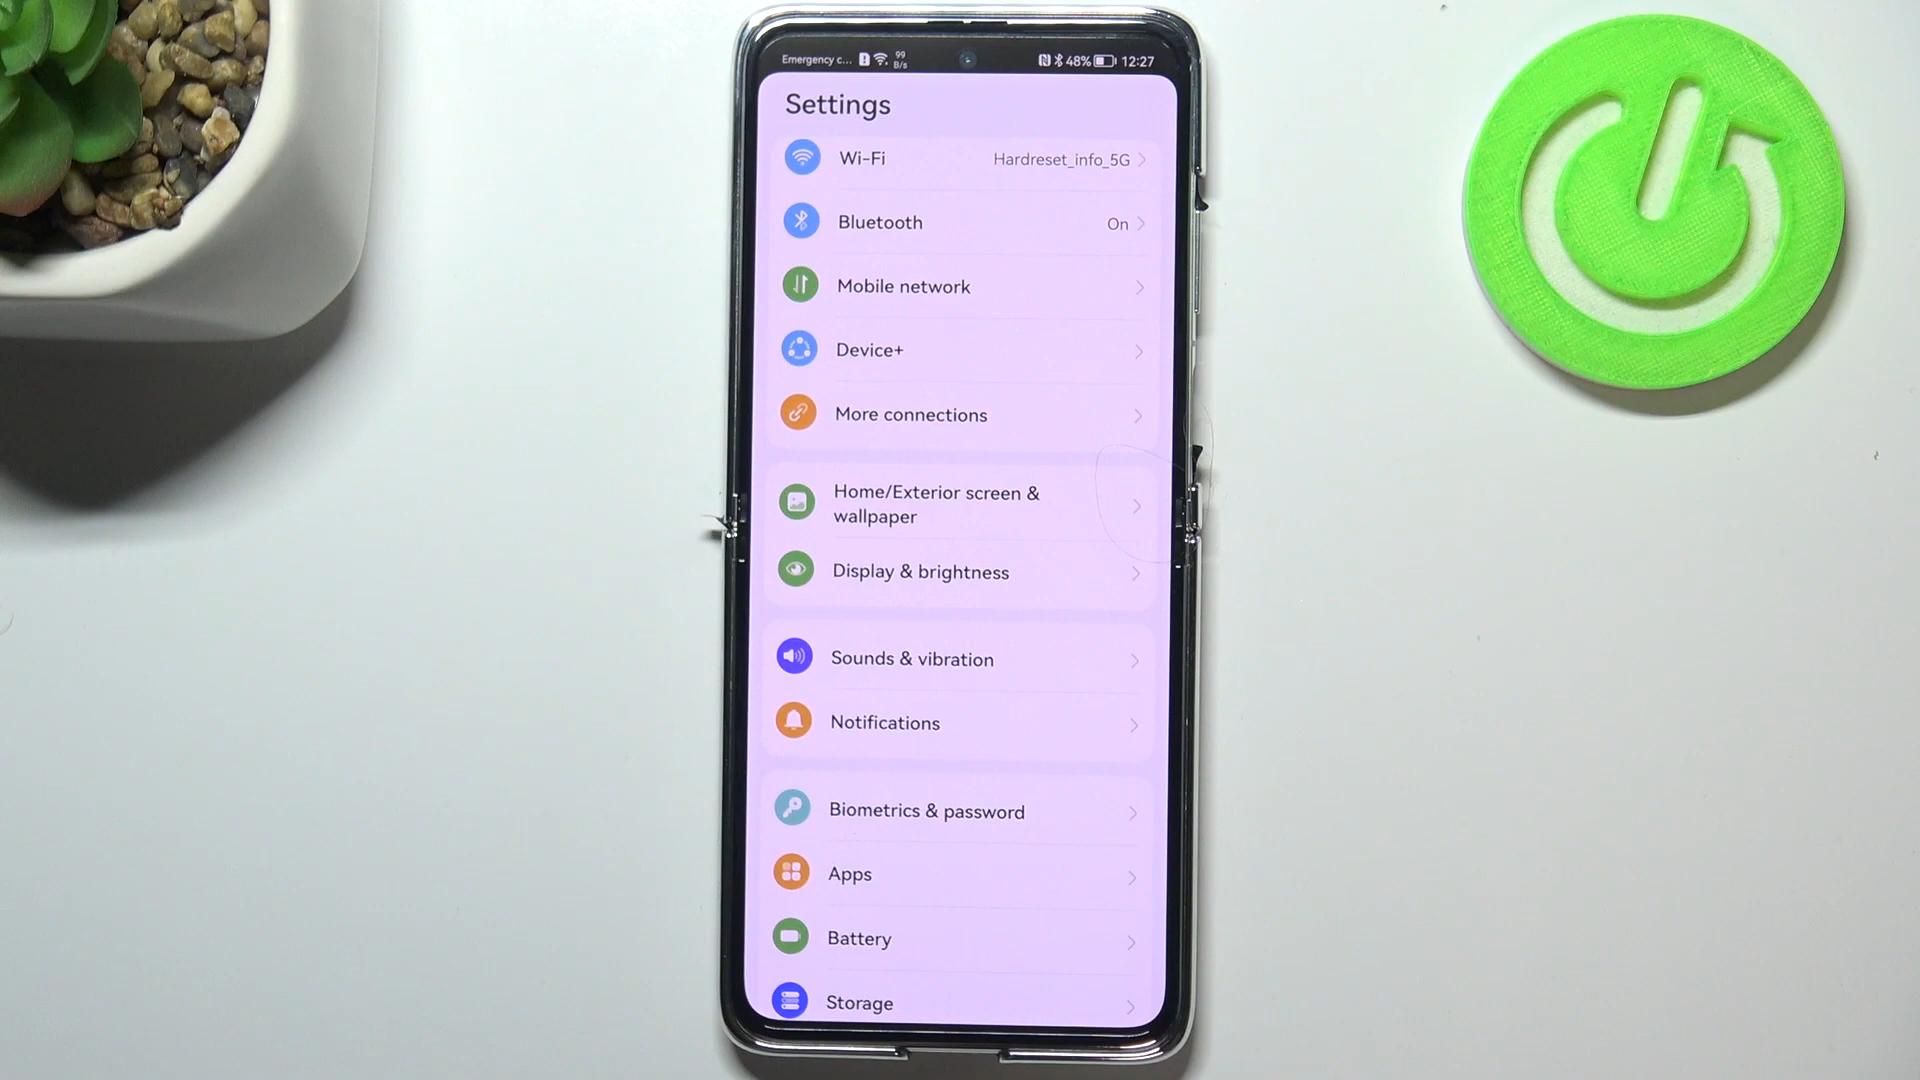 Emergency c... 99 B/s 48% 12:27
Settings
Wi-Fi Hardreset_info_5G
Bluetooth On
Mobile network
Device+
More connections
Home/Exterior screen &
wallpaper
Display & brightness
Sounds & vibration
Notifications
Biometrics & password
Apps
Battery
Storage